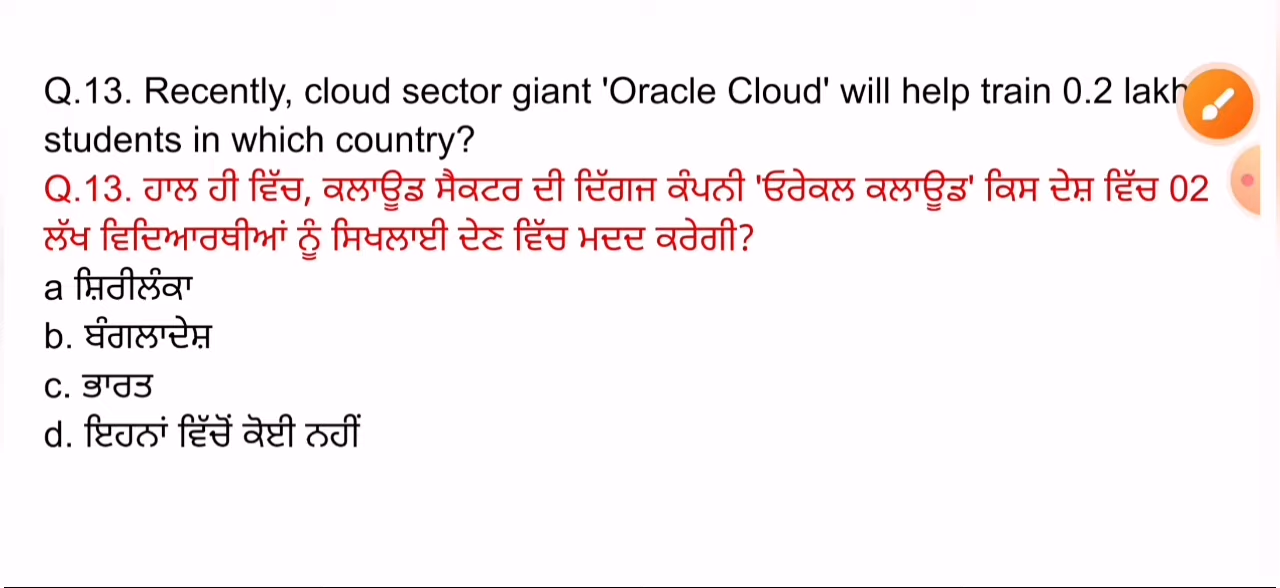 Q.13. Recently, cloud sector giant 'Oracle Cloud' will help train 0.2 lakh
students in which country?
Q.13. ਹਾਲ ਹੀ ਵਿੱਚ, ਕਲਾਊਡ ਸੈਕਟਰ ਦੀ ਦਿੱਗਜ ਕੰਪਨੀ 'ਓਰੇਕਲ ਕਲਾਊਡ' ਕਿਸ ਦੇਸ਼ ਵਿੱਚ 02
ਲੱਖ ਵਿਦਿਆਰਥੀਆਂ ਨੂੰ ਸਿਖਲਾਈ ਦੇਣ ਵਿੱਚ ਮਦਦ ਕਰੇਗੀ?
a ਸ਼ਿਰੀਲੰਕਾ
b. ਬੰਗਲਾਦੇਸ਼
c. ਭਾਰਤ
d. ਇਹਨਾਂ ਵਿੱਚੋਂ ਕੋਈ ਨਹੀਂ